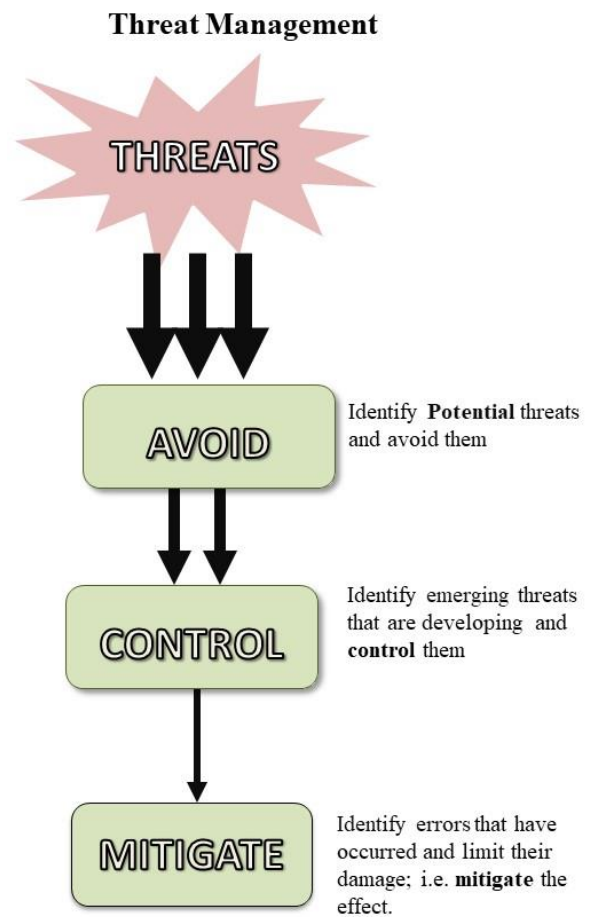 Threat Management
THREATS
AVOID
Identify Potential threats
and avoid them
CONTROL
Identify emerging threats
that are developing and
control them
MITIGATE
Identify errors that have
occurred and limit their
damage; i.e. mitigate the
effect.